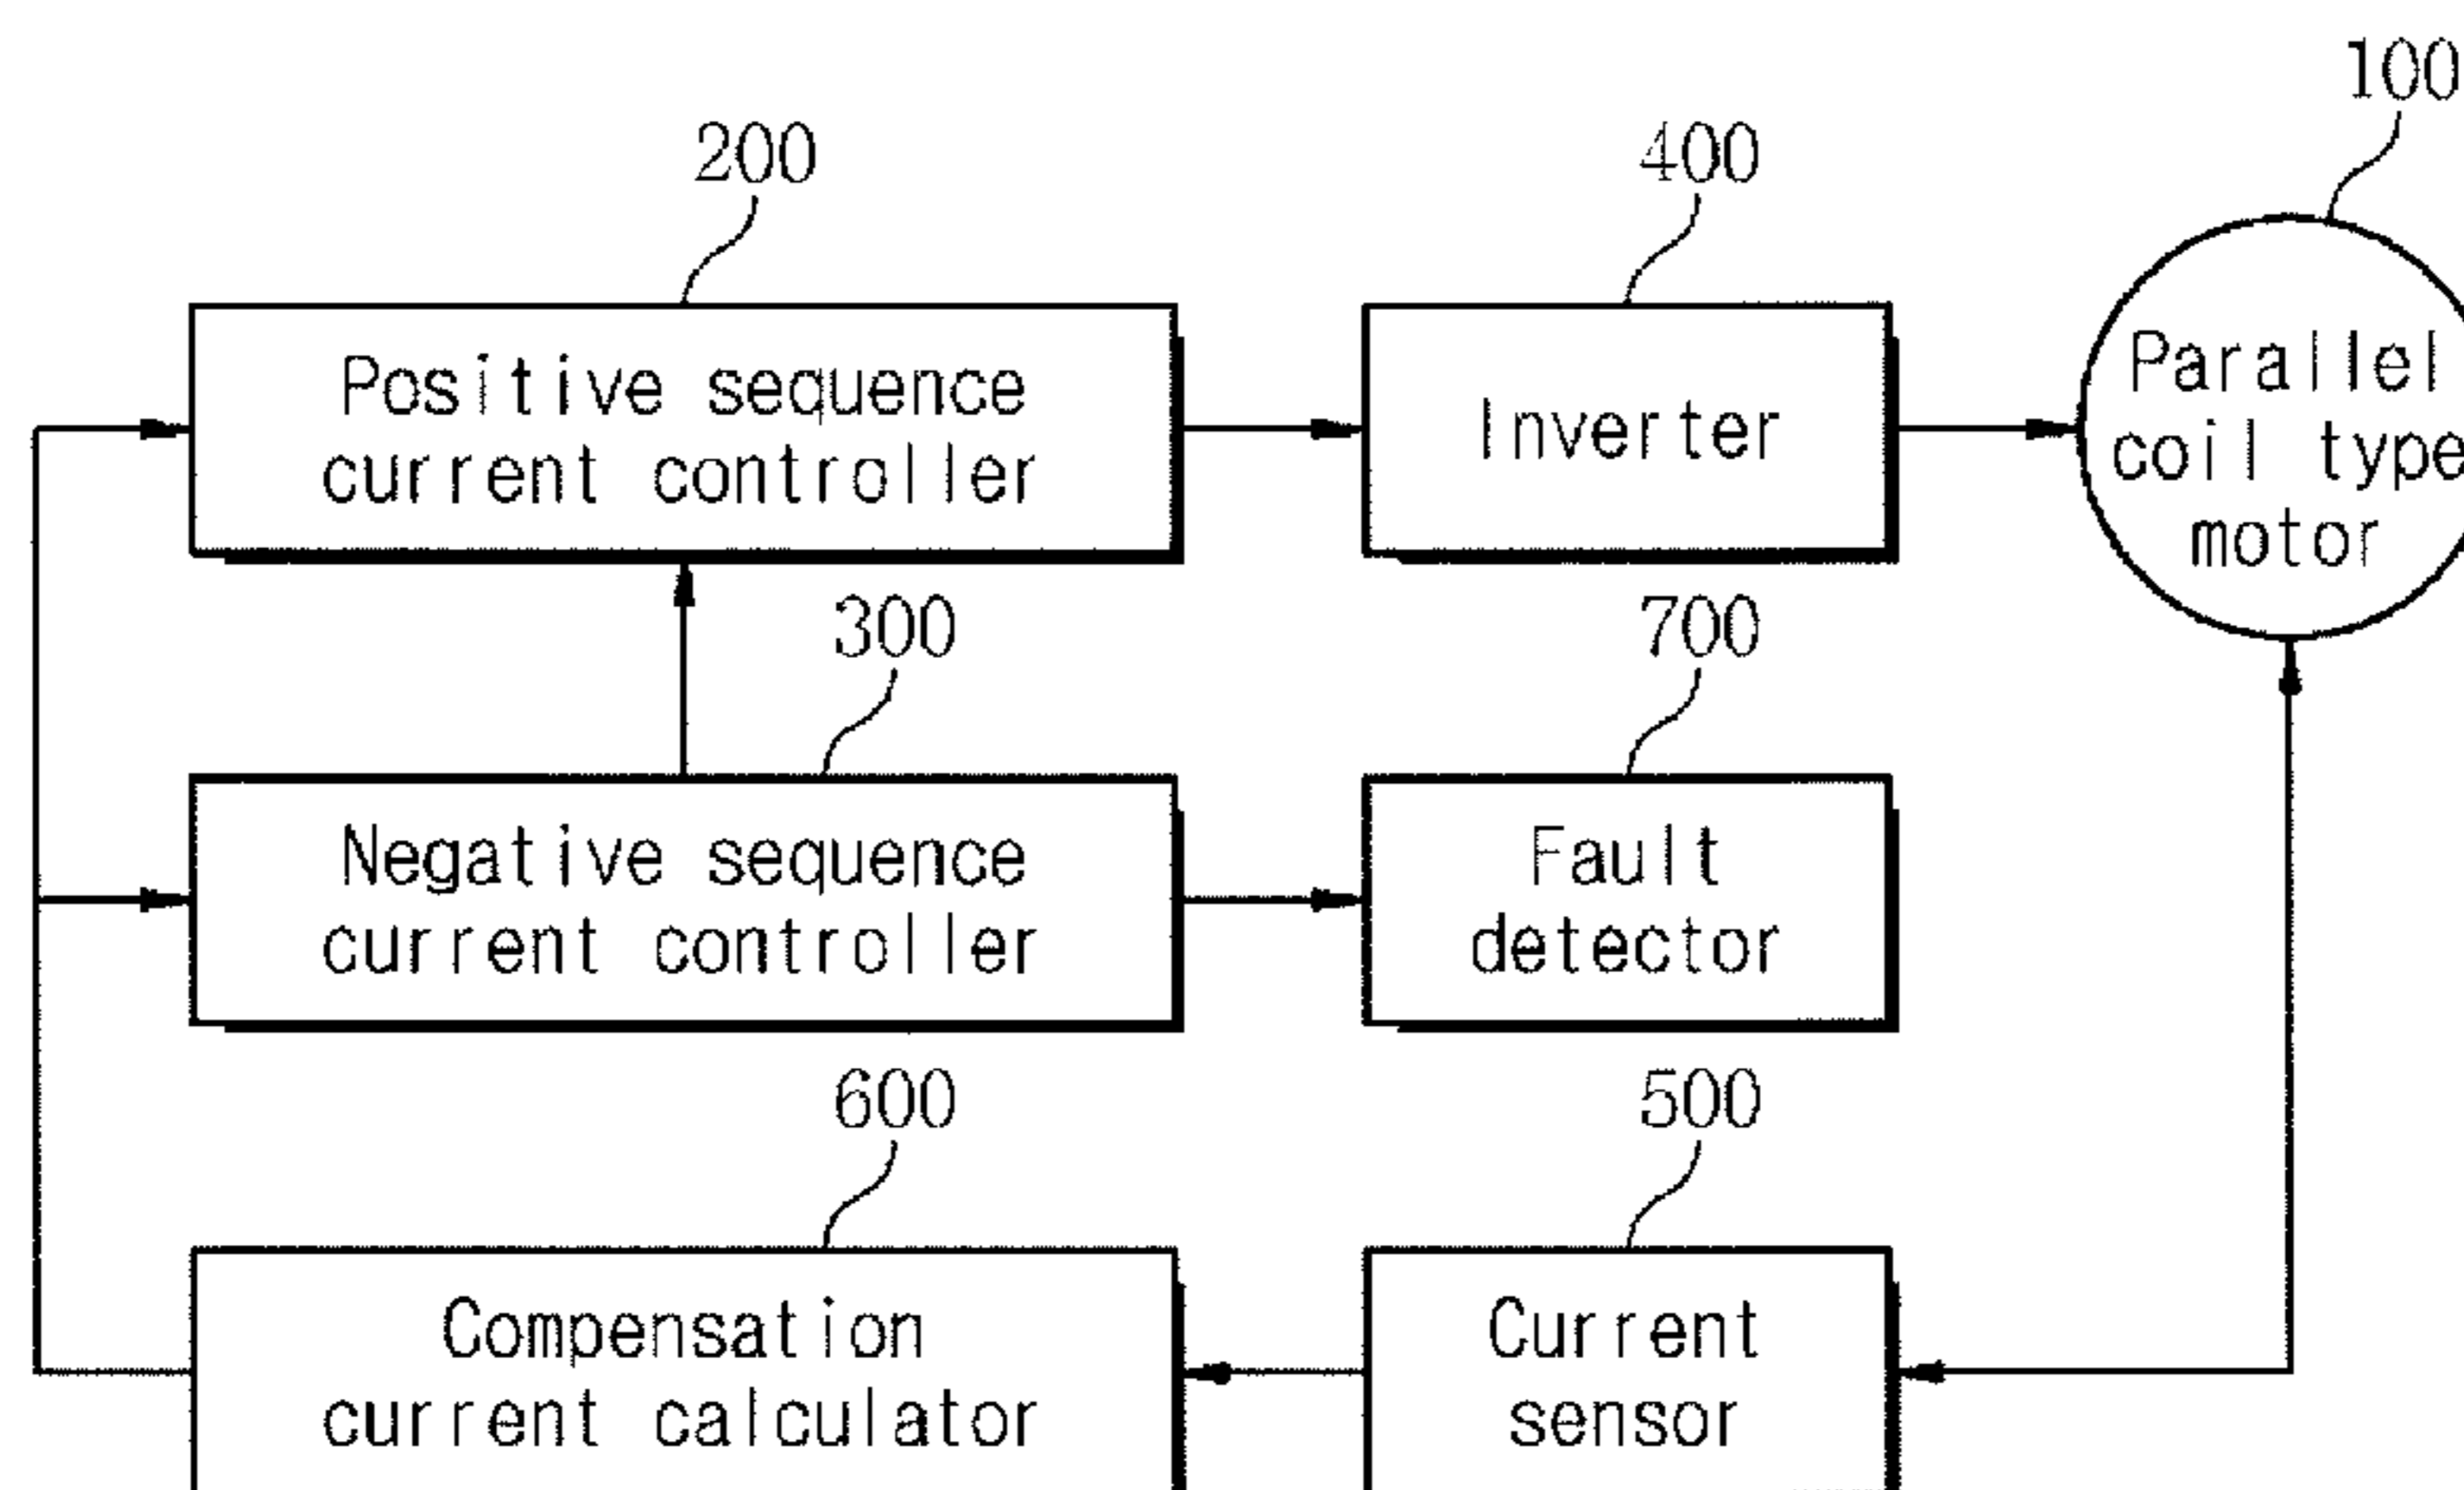 100
200
400
Positive sequence
current controller
Inverter
Parallel
coil type
motor
300
700
Negative sequence
current controller
Fault
detector
600
500
Compensation
current calculator
Current
sensor